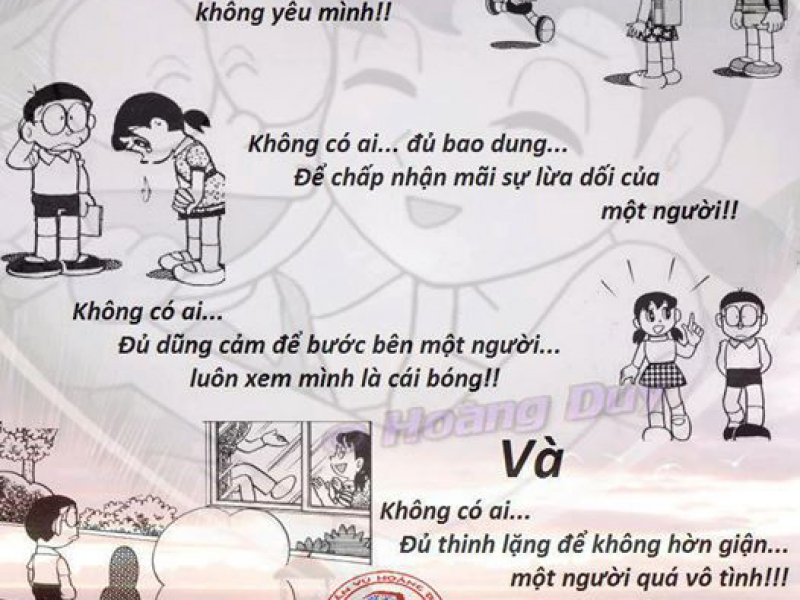 không yêu mình!!
Không có ai... đủ bao dung...
Để chấp nhận mãi sự lừa dối của
một người!!
Không có ai...
Đủ dũng cảm để bước bên một người...
luôn xem mình là cái bóng!!
Hoàng Duy
Và
Không có ai...
Đủ thinh lặng để không hờn giận...
một người quá vô tình!!!